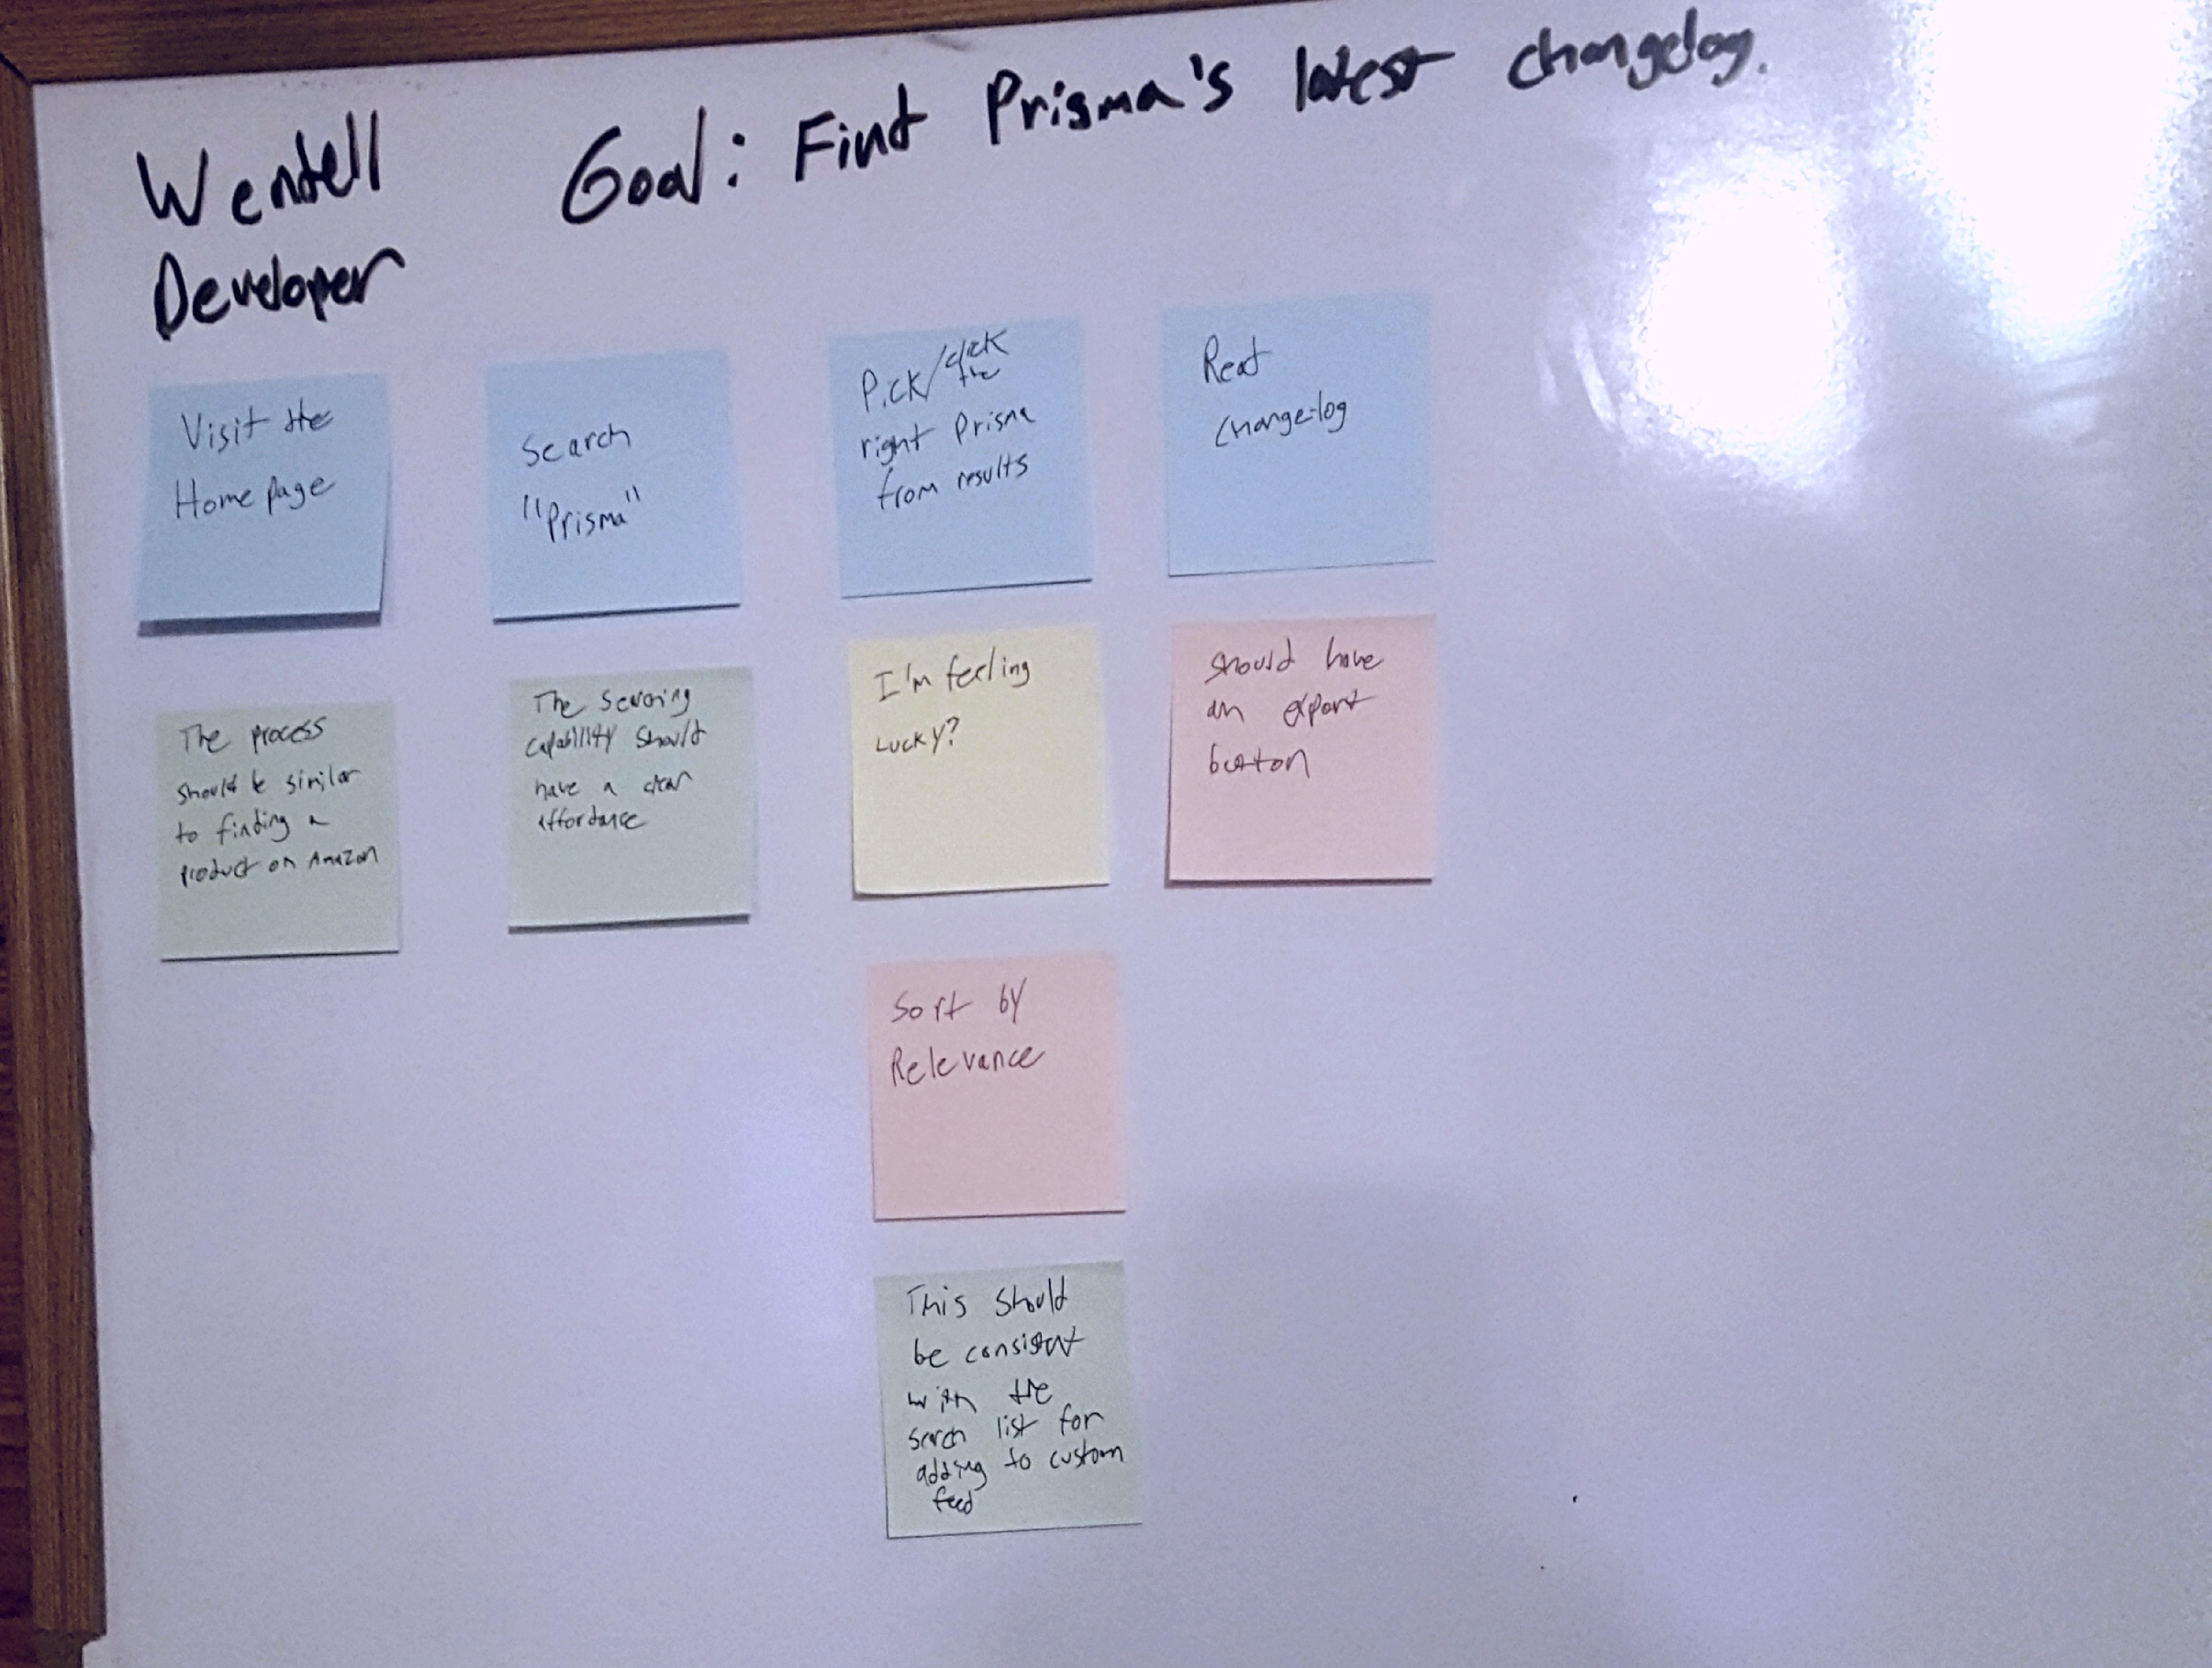 Wendell
Developer
Goal: Find Prisma's latest changelog.
Visit the
Home page
Search
"Prisma"
Pick/click
the
right Prisma
from results
Read
change-log
The process
should be similar
to finding a
product on Amazon
The searching
capability should
have a clear
affordance
I'm feeling
Lucky?
should have
an export
button
Sort by
Relevance
This should
be consistent
with the
search list for
adding to custom
feed